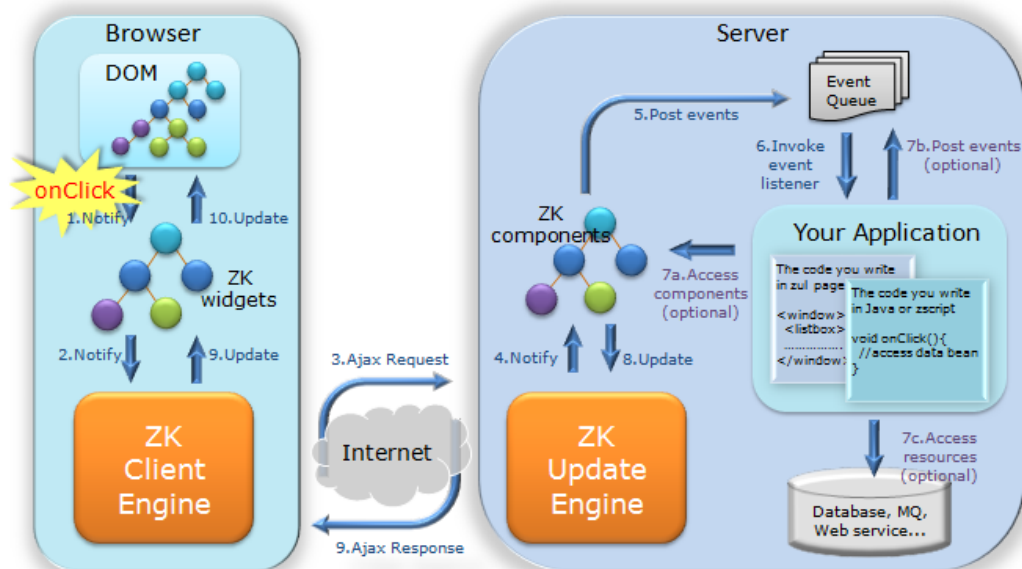 Browser
DOM
onClick
1.Notify
10.Update
ZK
widgets
2.Notify
9.Update
ZK
Client
Engine
3.Ajax Request
Internet
9.Ajax Response
Server
Event
Queue
5.Post events
6.Invoke
event
listener
7b.Post events
(optional)
ZK
components
7a.Access
components
(optional)
4.Notify
8.Update
ZK
Update
Engine
Your Application
The code you write
in zul page
<window>
<listbox>
................
</window>
The code you write
in Java or zscript
void onClick(){
//access data bean
}
7c.Access
resources
(optional)
Database, MQ,
Web service...